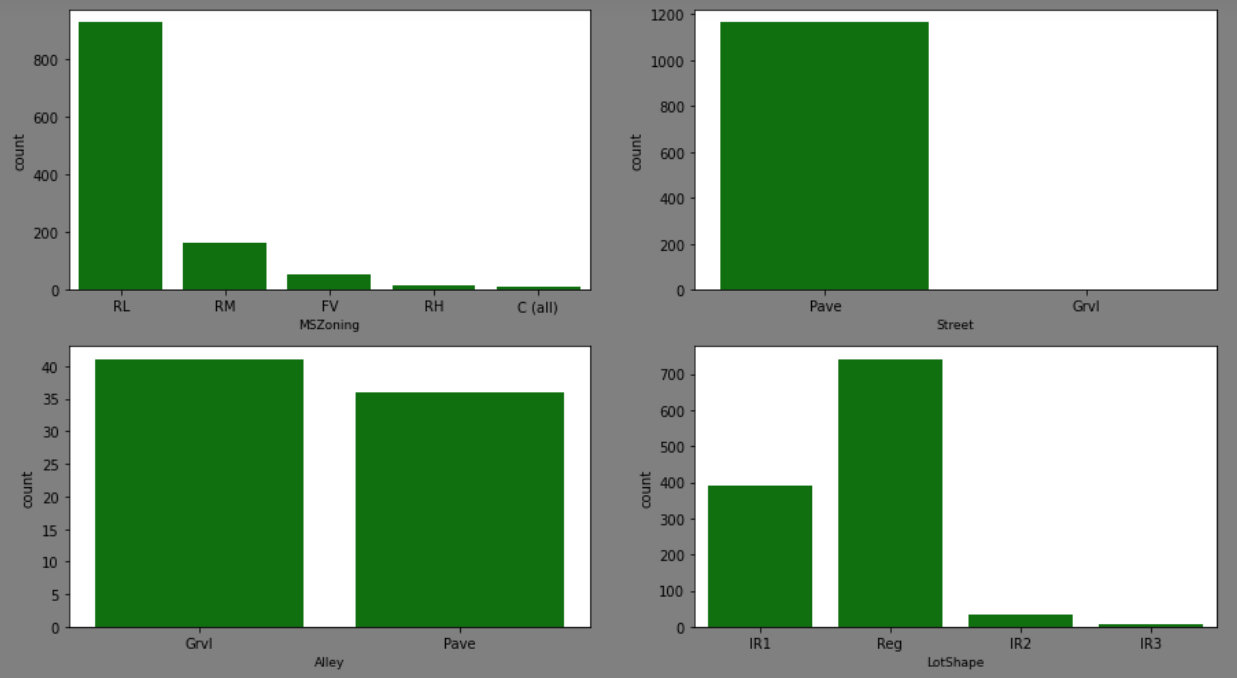 800
600
400
200
0
count
RL RM FV RH C (all)
MSZoning
1200
1000
800
600
400
200
0
count
Pave Grvl
Street
40
35
30
25
20
15
10
5
0
count
Grvl Pave
Alley
700
600
500
400
300
200
100
0
count
IR1 Reg IR2 IR3
LotShape